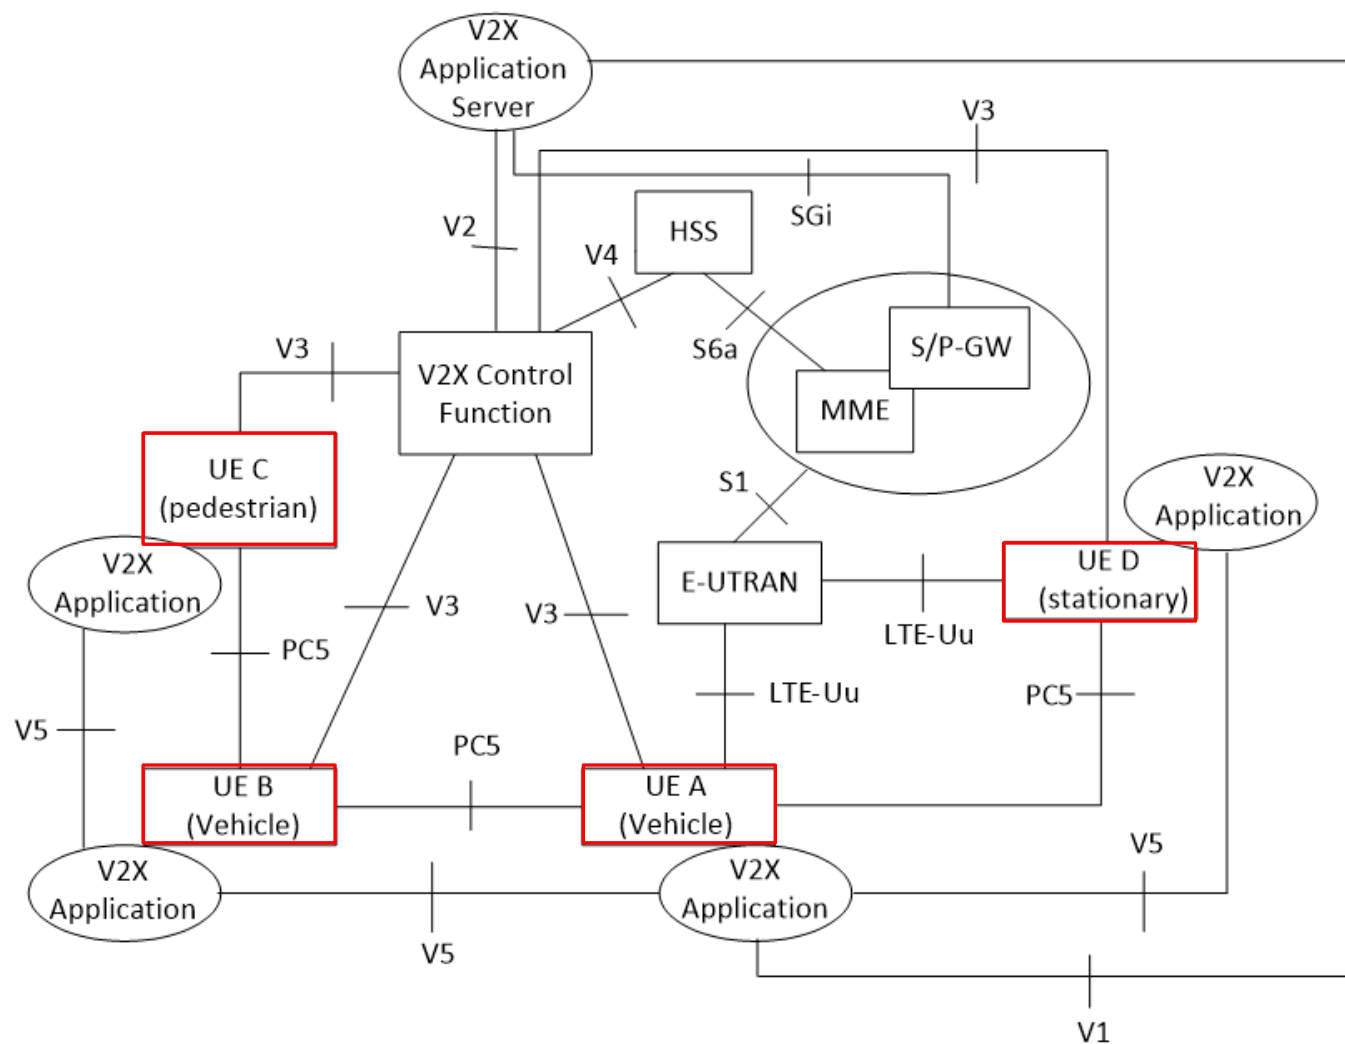 V2X
Application
Server
V3
SGi
HSS
V2
V4
S6a
S/P-GW
MME
V3
V2X Control
Function
UE C
(pedestrian)
S1
V2X
Application
V2X
Application
E-UTRAN
UE D
(stationary)
LTE-Uu
V3
V3
PC5
LTE-Uu
PC5
V5
PC5
UE B
(Vehicle)
UE A
(Vehicle)
V5
V2X
Application
V2X
Application
V5
V1